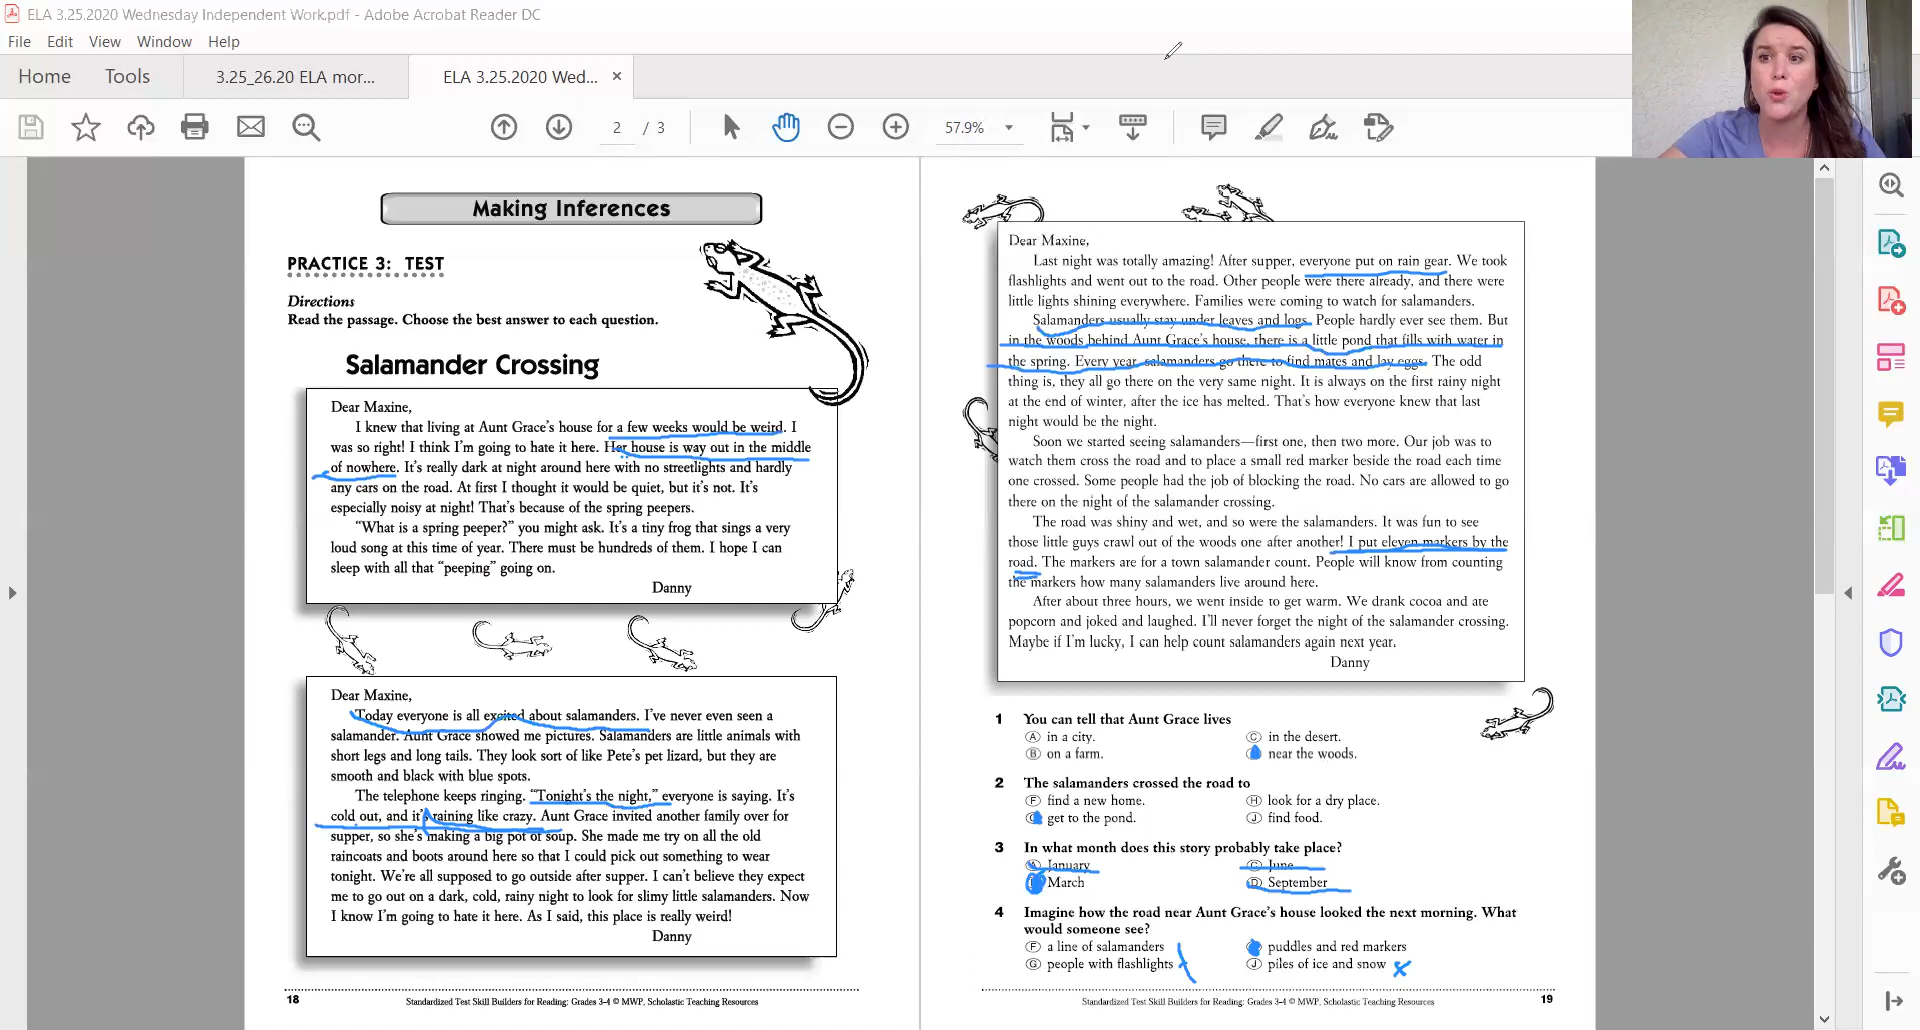 ELA 3.25.2020 Wednesday Independent Work.pdf - Adobe Acrobat Reader DC
File Edit View Window Help
Home Tools 3.25_26.20 ELA mor... ELA 3.25.2020 Wed... ×
2 / 3 57.9%
Making Inferences
PRACTICE 3: TEST
Directions
Read the passage. Choose the best answer to each question.
Salamander Crossing
Dear Maxine,
I knew that living at Aunt Grace's house for a few weeks would be weird. I
was so right! I think I'm going to hate it here. Her house is way out in the middle
of nowhere. It's really dark at night around here with no streetlights and hardly
any cars on the road. At first I thought it would be quiet, but it's not. It's
especially noisy at night! That's because of the spring peepers.
"What is a spring peeper?" you might ask. It's a tiny frog that sings a very
loud song at this time of year. There must be hundreds of them. I hope I can
sleep with all that "peeping" going on.
Danny
Dear Maxine,
Today everyone is all excited about salamanders. I've never even seen a
salamander. Aunt Grace showed me pictures. Salamanders are little animals with
short legs and long tails. They look sort of like Pete's pet lizard, but they are
smooth and black with blue spots.
The telephone keeps ringing. "Tonight's the night," everyone is saying. It's
cold out, and it's raining like crazy. Aunt Grace invited another family over for
supper, so she's making a big pot of soup. She made me try on all the old
raincoats and boots around here so that I could pick out something to wear
tonight. We're all supposed to go outside after supper. I can't believe they expect
me to go out on a dark, cold, rainy night to look for slimy little salamanders. Now
I know I'm going to hate it here. As I said, this place is really weird!
Danny
18 Standardized Test Skill Builders for Reading: Grades 3-4 © MWP, Scholastic Teaching Resources
Dear Maxine,
Last night was totally amazing! After supper, everyone put on rain gear. We took
flashlights and went out to the road. Other people were there already, and there were
little lights shining everywhere. Families were coming to watch for salamanders.
Salamanders usually stay under leaves and logs. People hardly ever see them. But
in the woods behind Aunt Grace's house, there is a little pond that fills with water in
the spring. Every year, salamanders go there to find mates and lay eggs. The odd
thing is, they all go there on the very same night. It is always on the first rainy night
at the end of winter, after the ice has melted. That's how everyone knew that last
night would be the night.
Soon we started seeing salamanders—first one, then two more. Our job was to
watch them cross the road and to place a small red marker beside the road each time
one crossed. Some people had the job of blocking the road. No cars are allowed to go
there on the night of the salamander crossing.
The road was shiny and wet, and so were the salamanders. It was fun to see
those little guys crawl out of the woods one after another! I put eleven markers by the
road. The markers are for a town salamander count. People will know from counting
the markers how many salamanders live around here.
After about three hours, we went inside to get warm. We drank cocoa and ate
popcorn and joked and laughed. I'll never forget the night of the salamander crossing.
Maybe if I'm lucky, I can help count salamanders again next year.
Danny
1 You can tell that Aunt Grace lives
Ⓐ in a city. Ⓒ in the desert.
Ⓑ on a farm. near the woods.
2 The salamanders crossed the road to
Ⓕ find a new home. Ⓗ look for a dry place.
get to the pond. Ⓙ find food.
3 In what month does this story probably take place?
Ⓐ January Ⓒ June
March Ⓓ September
4 Imagine how the road near Aunt Grace's house looked the next morning. What
would someone see?
Ⓕ a line of salamanders puddles and red markers
Ⓖ people with flashlights Ⓙ piles of ice and snow
Standardized Test Skill Builders for Reading: Grades 3-4 © MWP, Scholastic Teaching Resources 19